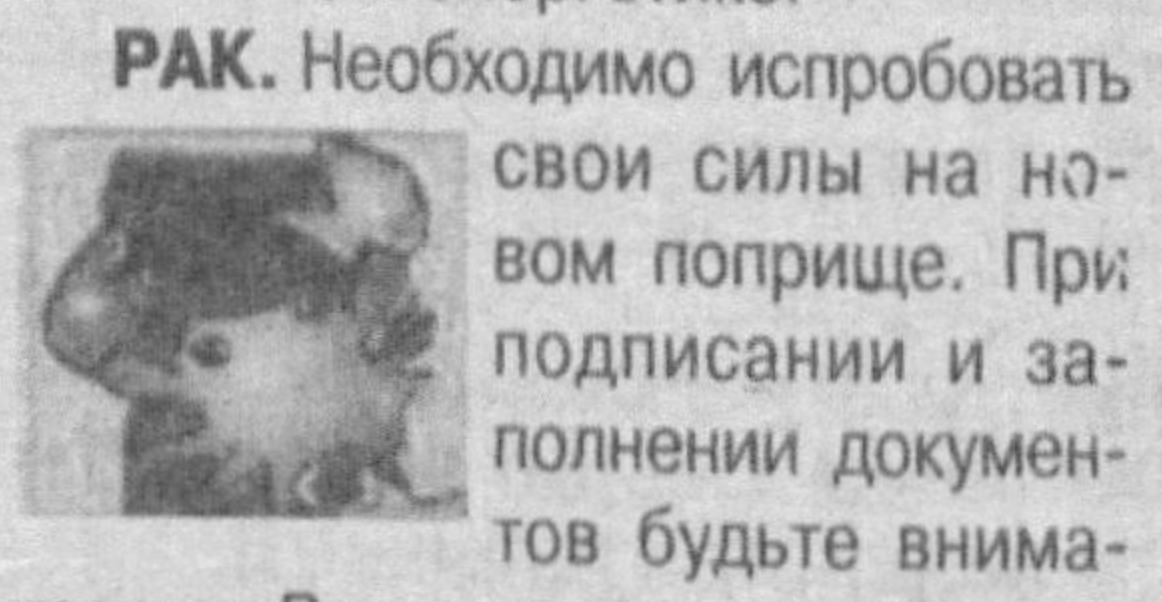 РАК. Необходимо испробовать
свои силы на но-
вом поприще. При
подписании и за-
полнении докумен-
тов будьте внима-